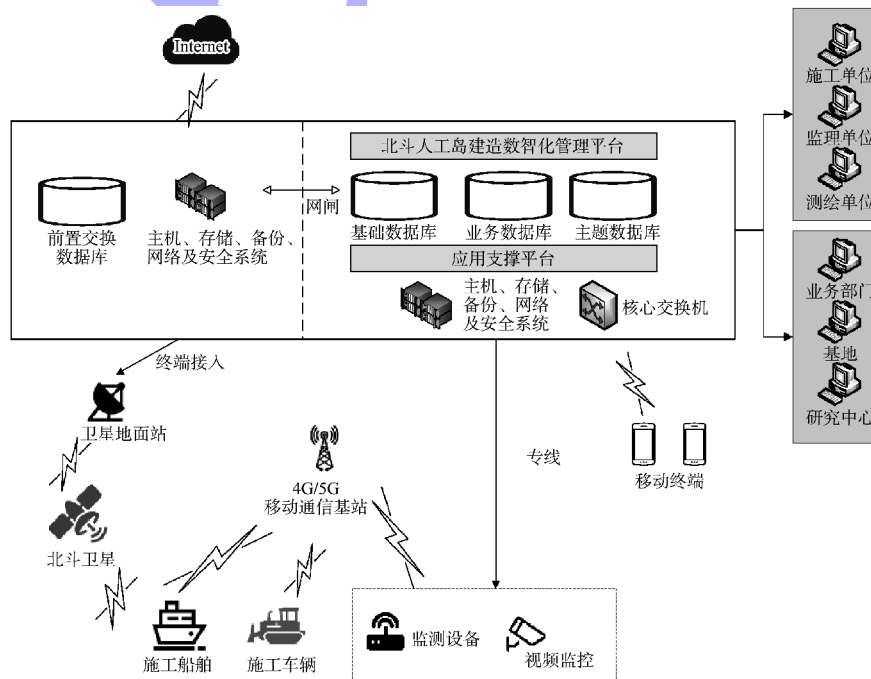 Internet
北斗人工岛建造数智化管理平台
网闸
前置交换
数据库
主机、存储、备份、
网络及安全系统
基础数据库
业务数据库
主题数据库
应用支撑平台
主机、存储、
备份、网络
及安全系统
核心交换机
施工单位
监理单位
测绘单位
业务部门
基地
研究中心
终端接入
卫星地面站
4G/5G
移动通信基站
专线
移动终端
北斗卫星
施工船舶
施工车辆
监测设备
视频监控